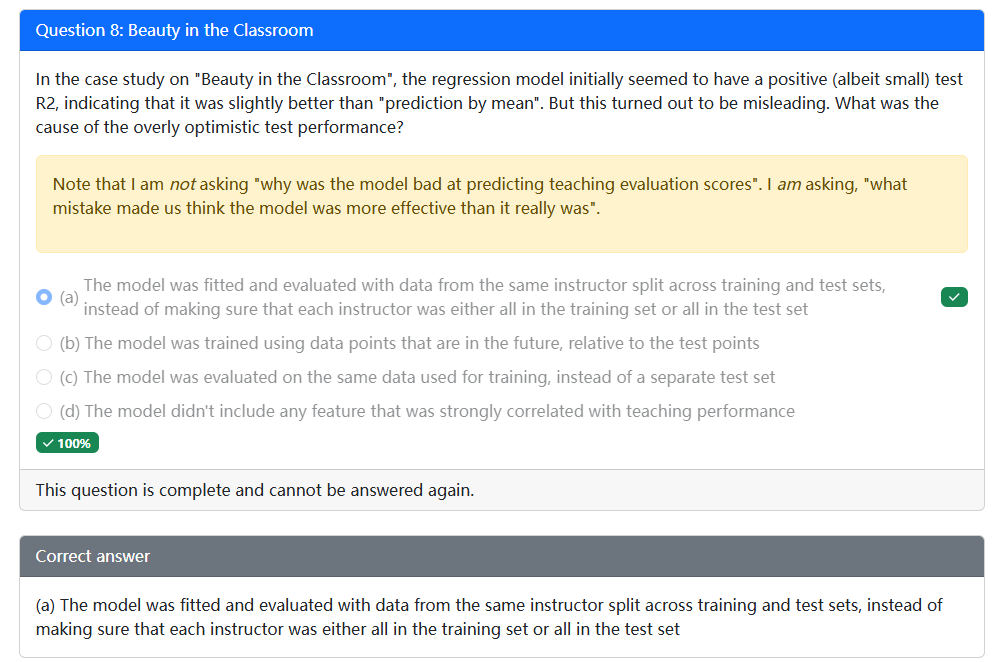 Question 8: Beauty in the Classroom
In the case study on "Beauty in the Classroom", the regression model initially seemed to have a positive (albeit small) test
R2, indicating that it was slightly better than "prediction by mean". But this turned out to be misleading. What was the
cause of the overly optimistic test performance?
Note that I am not asking "why was the model bad at predicting teaching evaluation scores". I am asking, "what
mistake made us think the model was more effective than it really was".
(a) The model was fitted and evaluated with data from the same instructor split across training and test sets,
instead of making sure that each instructor was either all in the training set or all in the test set
(b) The model was trained using data points that are in the future, relative to the test points
(c) The model was evaluated on the same data used for training, instead of a separate test set
(d) The model didn't include any feature that was strongly correlated with teaching performance
✓ 100%
This question is complete and cannot be answered again.
Correct answer
(a) The model was fitted and evaluated with data from the same instructor split across training and test sets, instead of
making sure that each instructor was either all in the training set or all in the test set